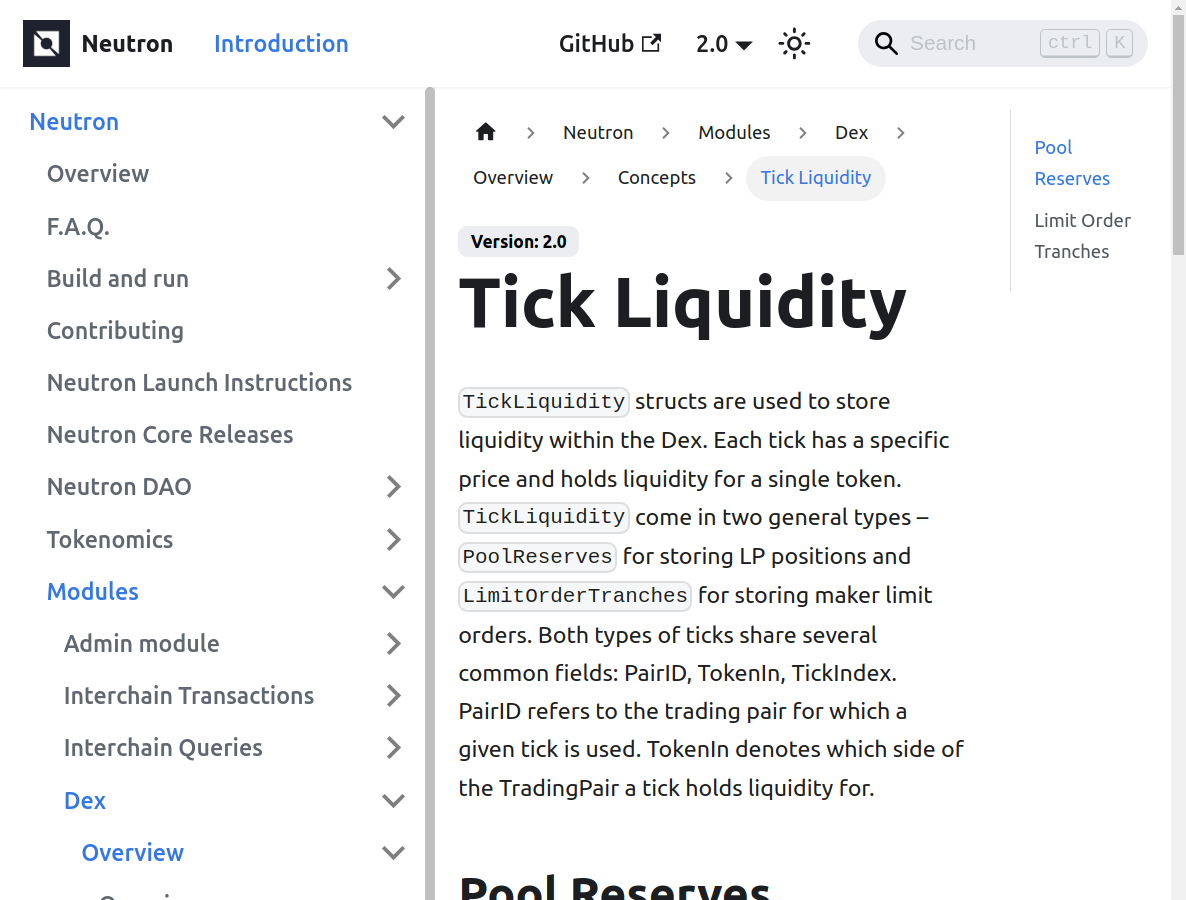 Neutron
Introduction
GitHub
2.0
Search
ctrl
K
Neutron
Overview
F.A.Q.
Build and run
Contributing
Neutron Launch Instructions
Neutron Core Releases
Neutron DAO
Tokenomics
Modules
Admin module
Interchain Transactions
Interchain Queries
Dex
Overview
Neutron
Modules
Dex
Overview
Concepts
Tick Liquidity
Version: 2.0
Tick Liquidity
TickLiquidity structs are used to store
liquidity within the Dex. Each tick has a specific
price and holds liquidity for a single token.
TickLiquidity come in two general types –
PoolReserves for storing LP positions and
LimitOrderTranches for storing maker limit
orders. Both types of ticks share several
common fields: PairID, TokenIn, TickIndex.
PairID refers to the trading pair for which a
given tick is used. TokenIn denotes which side of
the TradingPair a tick holds liquidity for.
Pool Reserves
Pool
Reserves
Limit Order
Tranches